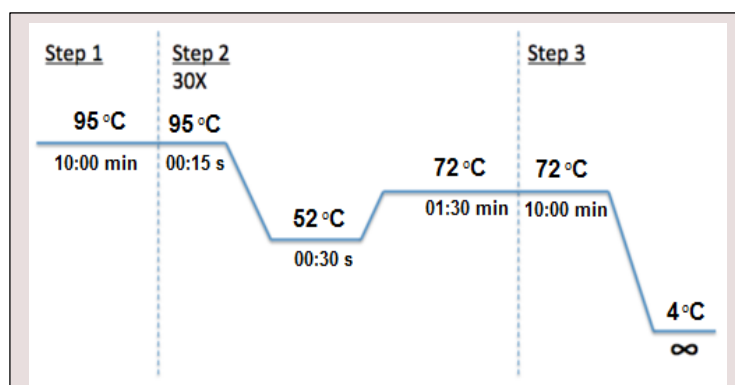 Step 1
Step 2
30X
Step 3
95 °C
95 °C
10:00 min
00:15 s
52 °C
00:30 s
72 °C
72 °C
01:30 min
10:00 min
4°C
∞